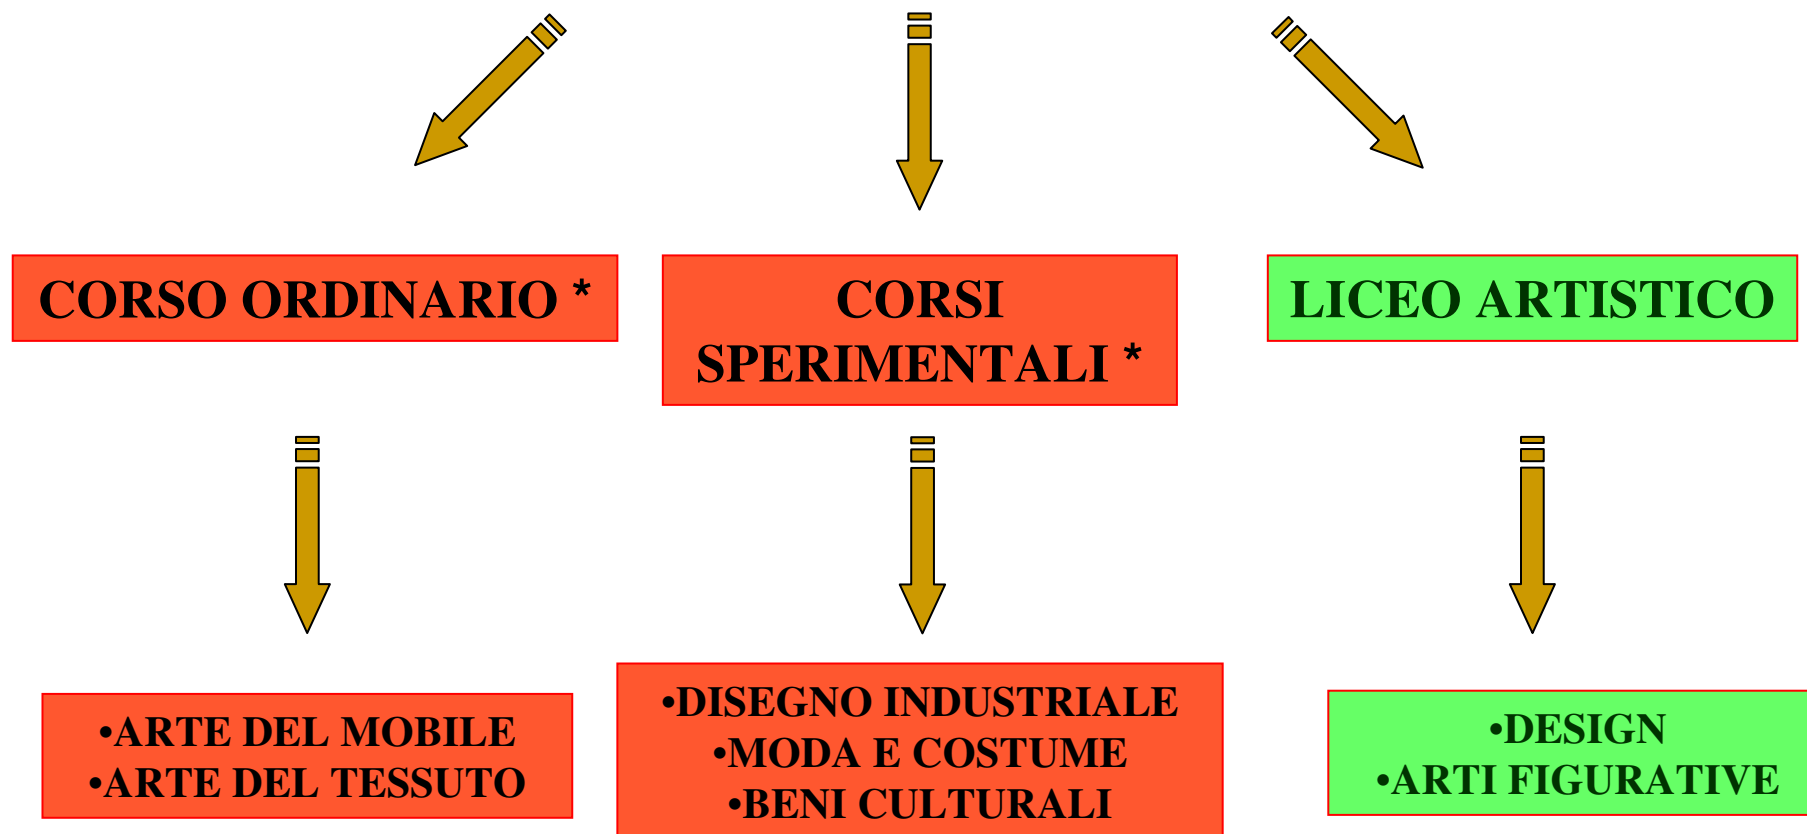 CORSO ORDINARIO *
CORSI
SPERIMENTALI *
LICEO ARTISTICO
•ARTE DEL MOBILE
•ARTE DEL TESSUTO
•DISEGNO INDUSTRIALE
•MODA E COSTUME
•BENI CULTURALI
•DESIGN
•ARTI FIGURATIVE